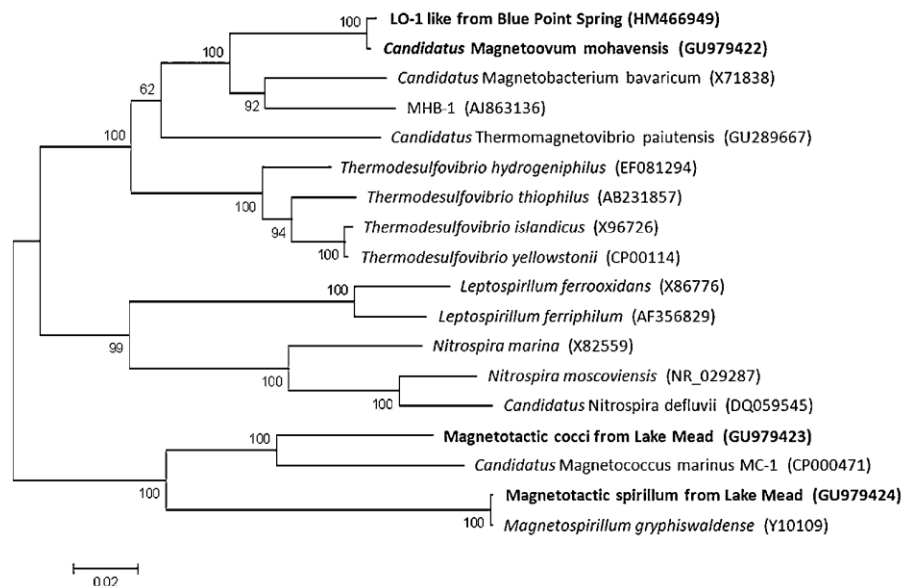 100
LO-1 like from Blue Point Spring (HM466949)
100
Candidatus Magnetoovum mohavensis (GU979422)
Candidatus Magnetobacterium bavaricum (X71838)
62
92
MHB-1 (AJ863136)
100
Candidatus Thermomagnetovibrio paiutensis (GU289667)
Thermodesulfovibrio hydrogeniphilus (EF081294)
100
Thermodesulfovibrio thiophilus (AB231857)
94
Thermodesulfovibrio islandicus (X96726)
100
Thermodesulfovibrio yellowstonii (CP00114)
100
Leptospirllum ferrooxidans (X86776)
Leptospirillum ferriphilum (AF356829)
99
Nitrospira marina (X82559)
100
Nitrospira moscoviensis (NR_029287)
100
Candidatus Nitrospira defluvii (DQ059545)
100
Magnetotactic cocci from Lake Mead (GU979423)
Candidatus Magnetococcus marinus MC-1 (CP000471)
100
Magnetotactic spirillum from Lake Mead (GU979424)
100
Magnetospirillum gryphiswaldense (Y10109)
0.02